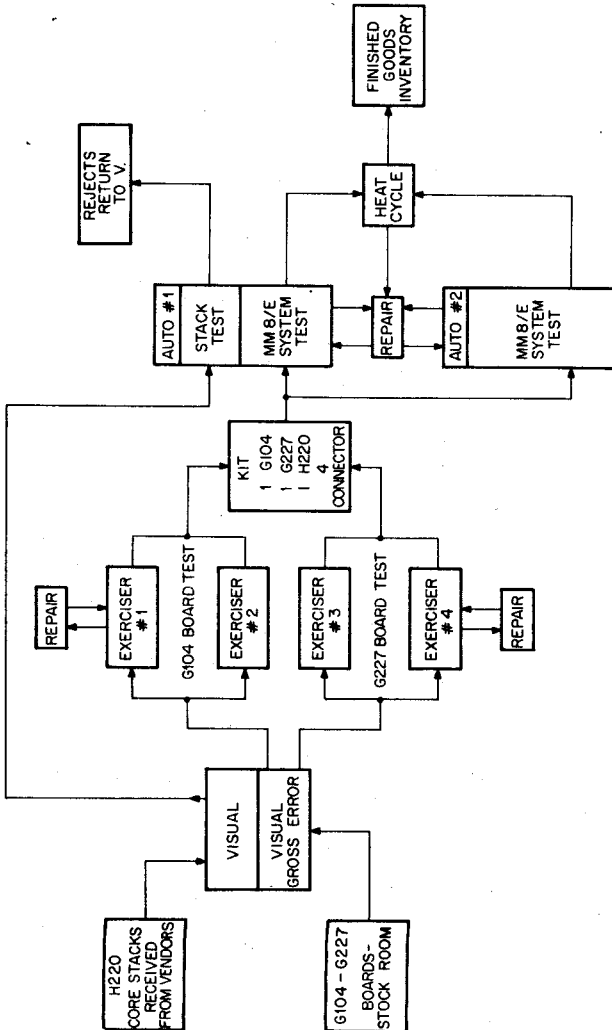 H220
CORE STACKS
RECEIVED
FROM VENDORS
G104 - G227
BOARDS-
STOCK ROOM
VISUAL
VISUAL
GROSS ERROR
REPAIR
EXERCISER
#1
G104 BOARD TEST
EXERCISER
#2
EXERCISER
#3
G227 BOARD TEST
EXERCISER
#4
REPAIR
KIT
1 G104
1 G227
1 H220
4
CONNECTOR
AUTO #1
STACK
TEST
MM8/E
SYSTEM
TEST
REPAIR
AUTO #2
MM8/E
SYSTEM
TEST
REJECTS
RETURN
TO V.
HEAT
CYCLE
FINISHED
GOODS
INVENTORY